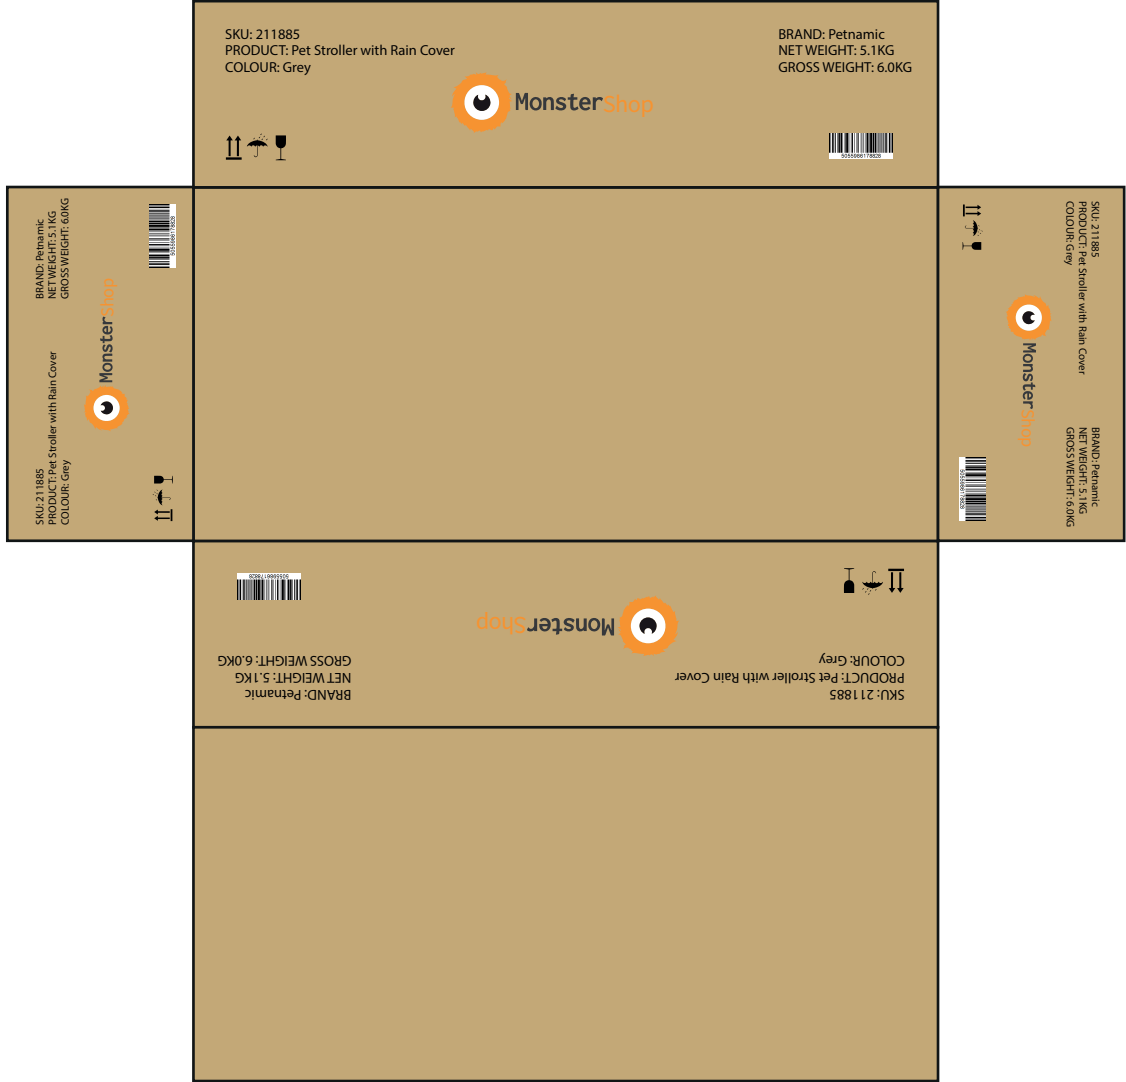 SKU: 211885
PRODUCT: Pet Stroller with Rain Cover
COLOUR: Grey
BRAND: Petnamic
NET WEIGHT: 5.1KG
GROSS WEIGHT: 6.0KG
MonsterShop
5055986178828
BRAND: Petnamic
NET WEIGHT: 5.1KG
GROSS WEIGHT: 6.0KG
5055986178828
MonsterShop
SKU: 211885
PRODUCT: Pet Stroller with Rain Cover
COLOUR: Grey
SKU: 211885
PRODUCT: Pet Stroller with Rain Cover
COLOUR: Grey
MonsterShop
BRAND: Petnamic
NET WEIGHT: 5.1KG
GROSS WEIGHT: 6.0KG
5055986178828
SKU: 211885
PRODUCT: Pet Stroller with Rain Cover
COLOUR: Grey
BRAND: Petnamic
NET WEIGHT: 5.1KG
GROSS WEIGHT: 6.0KG
MonsterShop
5055986178828